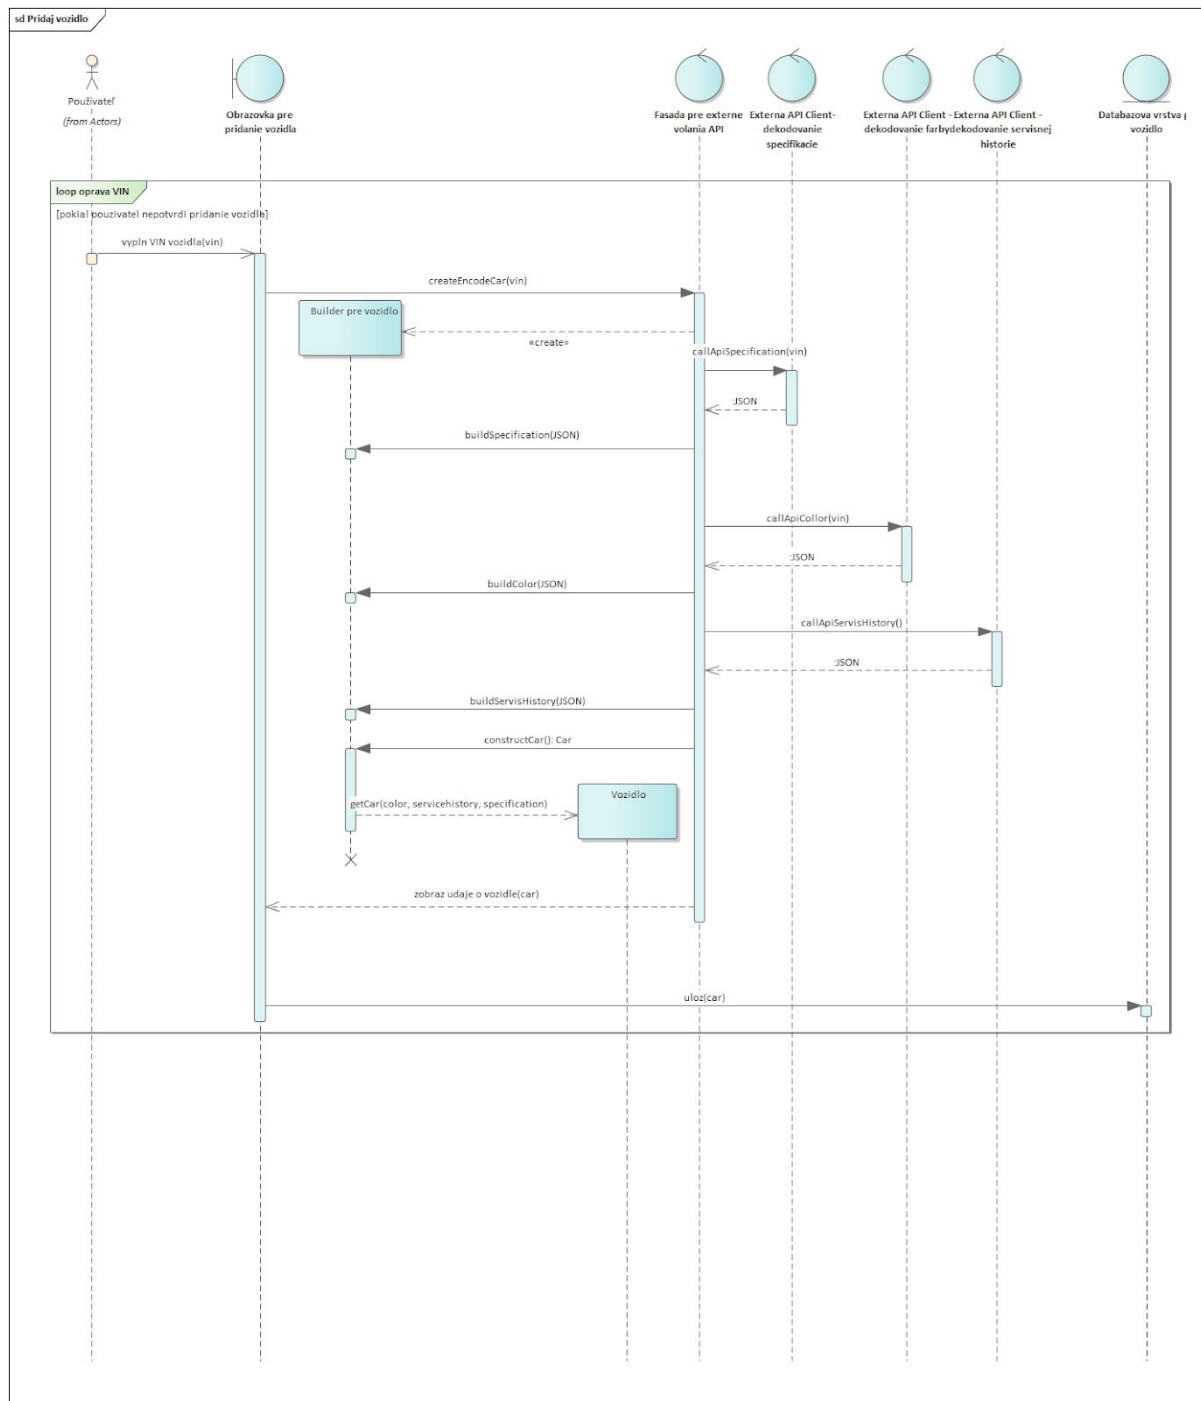 sd Pridaj vozidlo
Používateľ
(from Actors)
Obrazovka pre
pridanie vozidla
Fasada pre externe
volania API
Externa API Client-
dekodovanie
specifikacie
Externa API Client -
dekodovanie farby
Externa API Client -
dekodovanie servisnej
historie
Databazova vrstva p
vozidlo
loop oprava VIN
[pokial pouzivatel nepotvrdi pridanie vozidla]
vypln VIN vozidla(vin)
createEncodeCar(vin)
Builder pre vozidlo
«create»
callApiSpecification(vin)
:JSON
buildSpecification(JSON)
callApiCollor(vin)
:JSON
buildColor(JSON)
callApiServisHistory()
:JSON
buildServisHistory(JSON)
constructCar(): Car
Vozidlo
getCar(color, servicehistory, specification)
zobraz udaje o vozidle(car)
uloz(car)